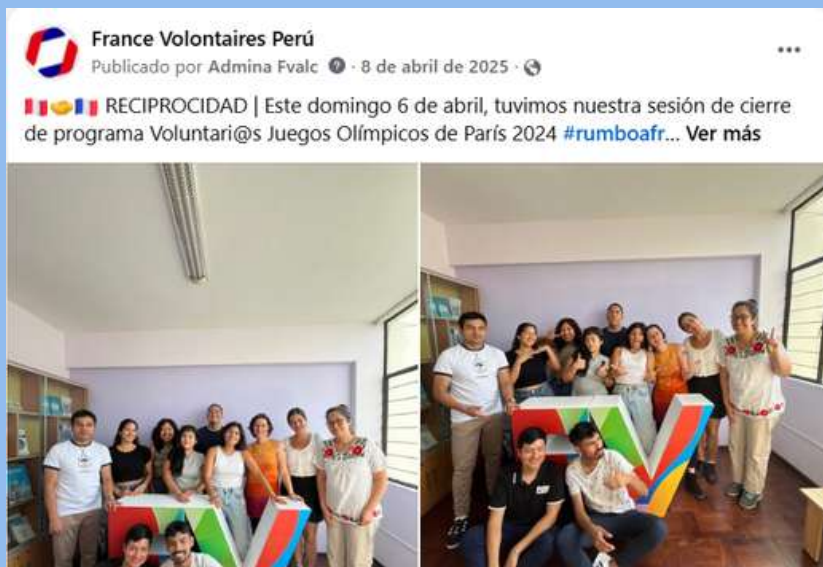 France Volontaires Perú
Publicado por Admina Fvalc · 8 de abril de 2025 ·
🇵🇪🤝🇫🇷 RECIPROCIDAD | Este domingo 6 de abril, tuvimos nuestra sesión de cierre
de programa Voluntari@s Juegos Olímpicos de París 2024 #rumboafr... Ver más